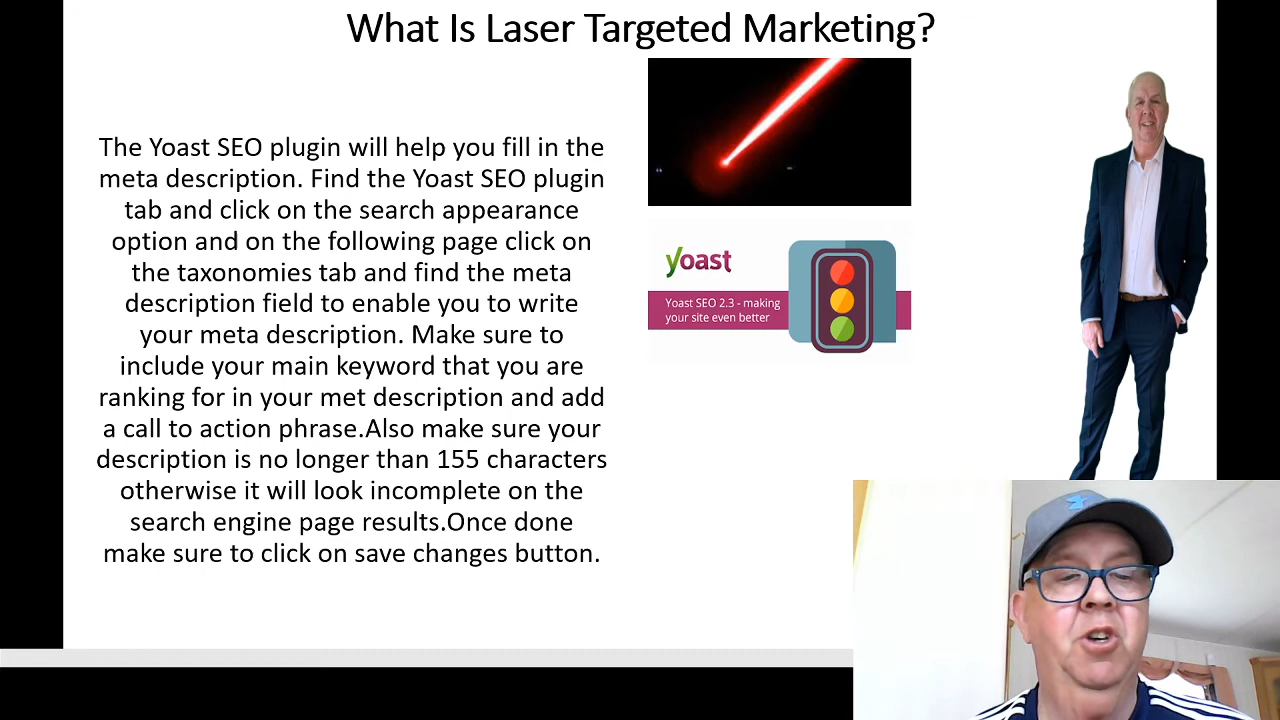 What Is Laser Targeted Marketing?
The Yoast SEO plugin will help you fill in the
meta description. Find the Yoast SEO plugin
tab and click on the search appearance
option and on the following page click on
the taxonomies tab and find the meta
description field to enable you to write
your meta description. Make sure to
include your main keyword that you are
ranking for in your met description and add
a call to action phrase.Also make sure your
description is no longer than 155 characters
otherwise it will look incomplete on the
search engine page results.Once done
make sure to click on save changes button.
yoast
Yoast SEO 2.3 - making
your site even better